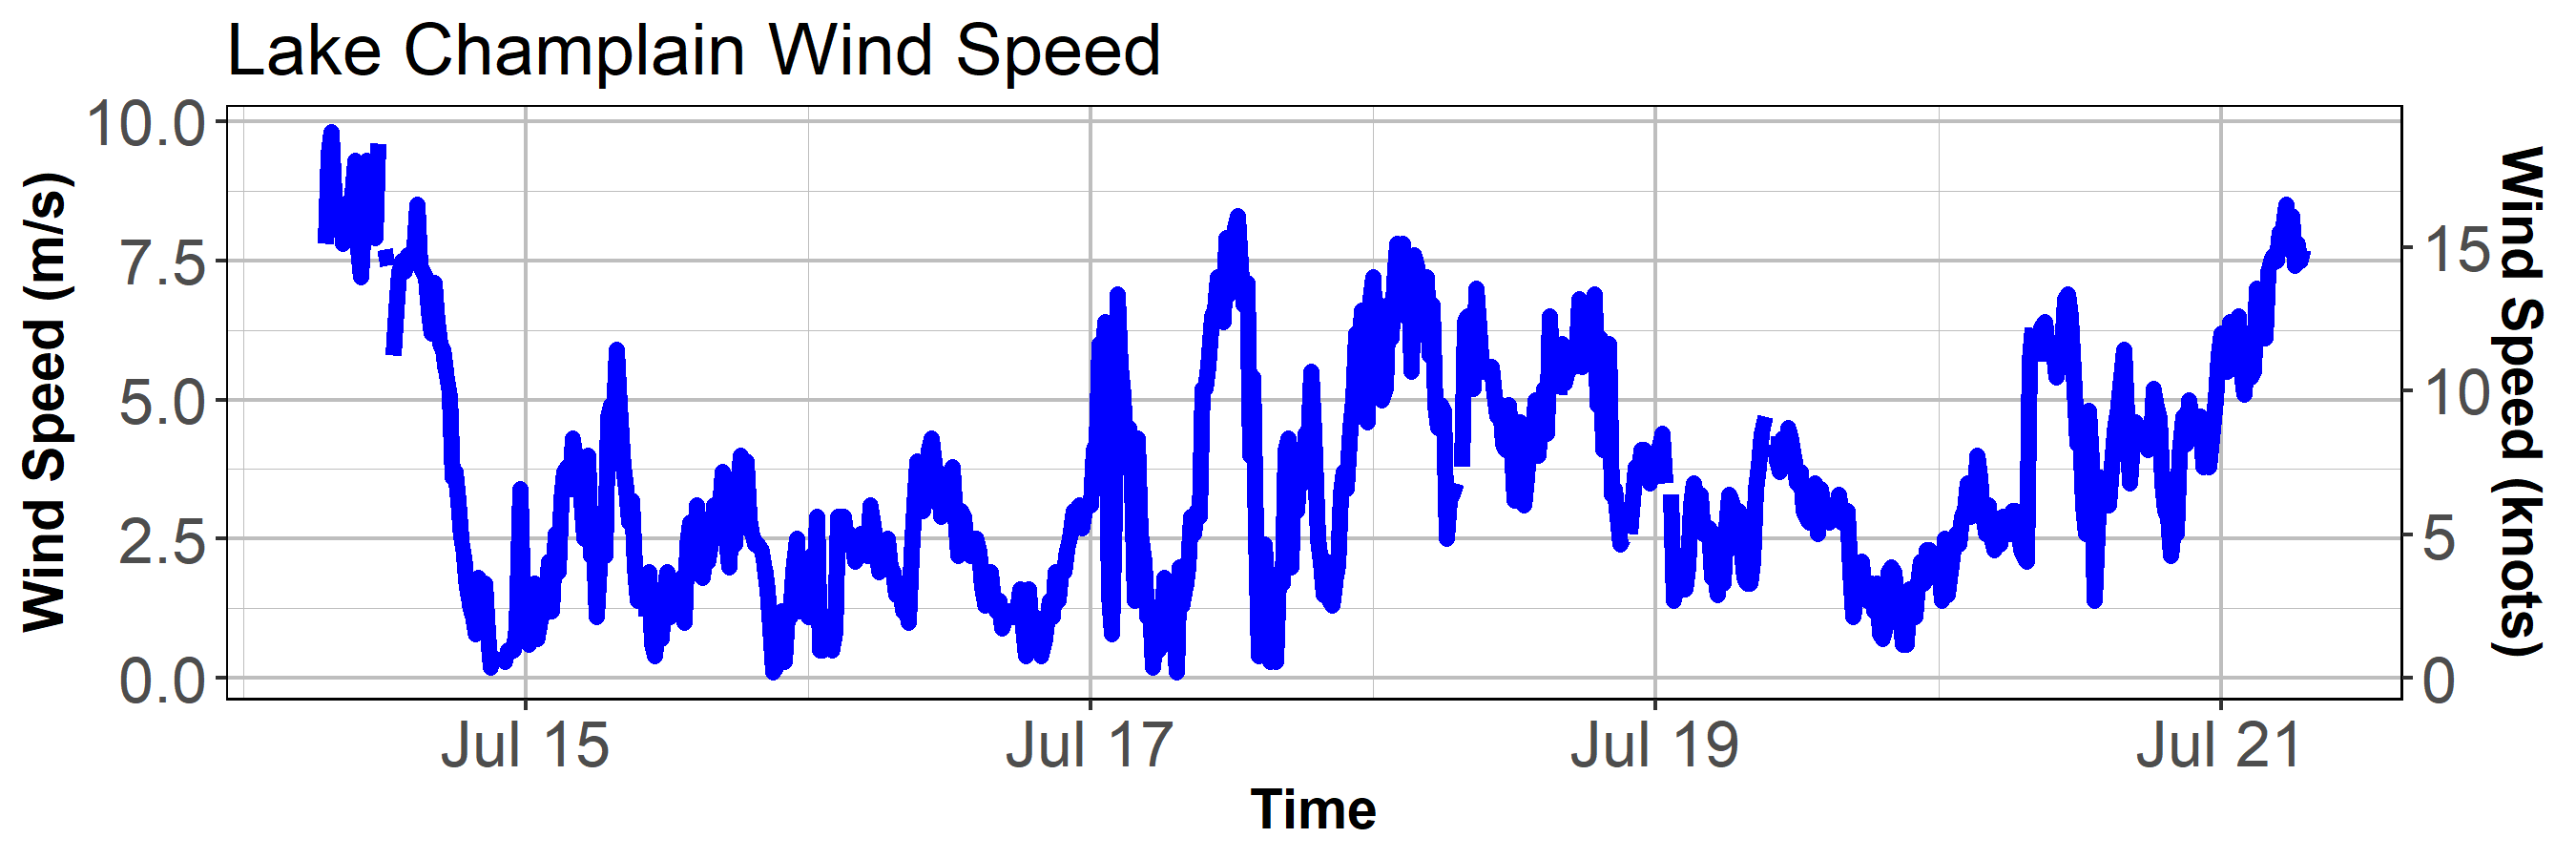 Lake Champlain Wind Speed
Wind Speed (m/s)
10.0
7.5
5.0
2.5
0.0
Wind Speed (knots)
15
10
5
0
Jul 15
Jul 17
Jul 19
Jul 21
Time